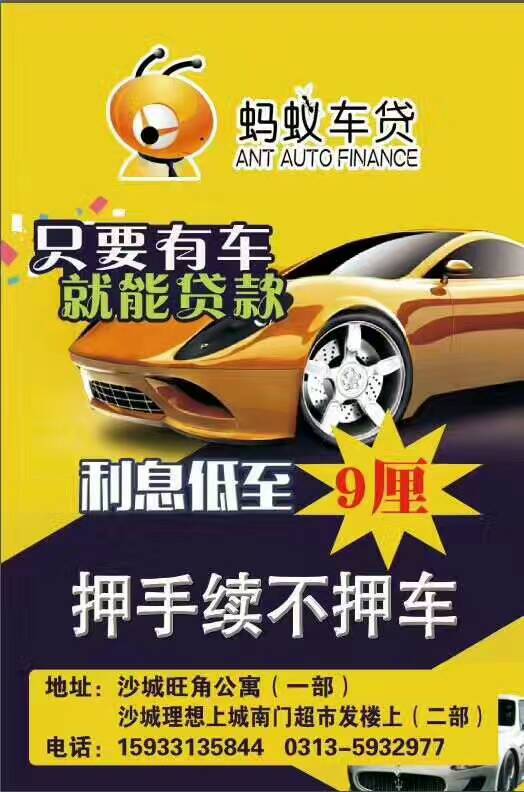 蚂蚁车贷
ANT AUTO FINANCE
只要有车
就能贷款
利息低至 9厘
押手续不押车
地址：沙城旺角公寓（一部）
沙城理想上城南门超市发楼上（二部）
电话：15933135844 0313-5932977